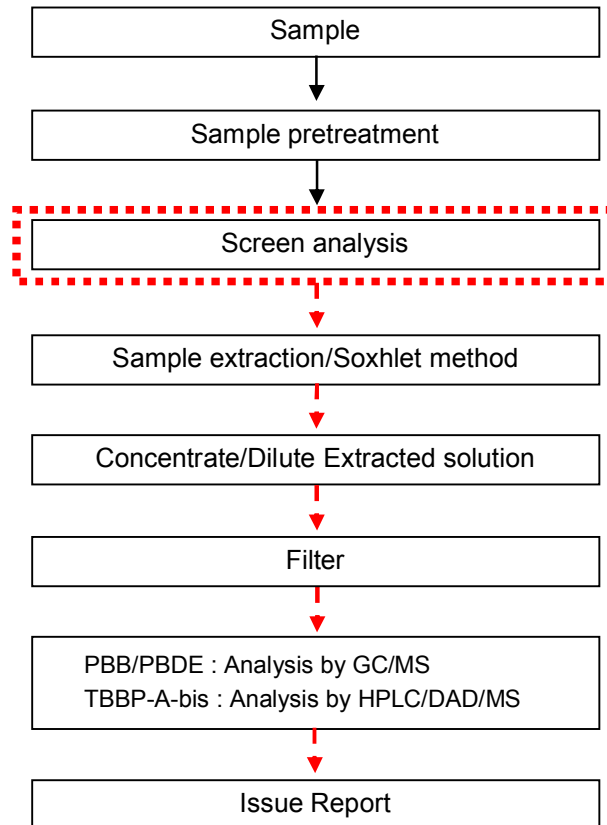 Sample
Sample pretreatment
Screen analysis
Sample extraction/Soxhlet method
Concentrate/Dilute Extracted solution
Filter
PBB/PBDE : Analysis by GC/MS
TBBP-A-bis : Analysis by HPLC/DAD/MS
Issue Report